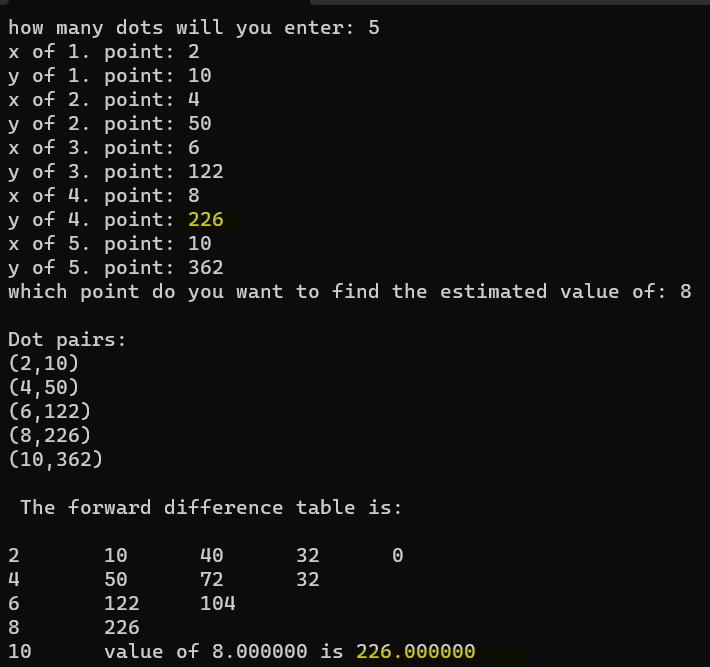 how many dots will you enter: 5
x of 1. point: 2
y of 1. point: 10
x of 2. point: 4
y of 2. point: 50
x of 3. point: 6
y of 3. point: 122
x of 4. point: 8
y of 4. point: 226
x of 5. point: 10
y of 5. point: 362
which point do you want to find the estimated value of: 8
Dot pairs:
(2,10)
(4,50)
(6,122)
(8,226)
(10,362)
The forward difference table is:
2 10 40 32 0
4 50 72 32
6 122 104
8 226
10 value of 8.000000 is 226.000000